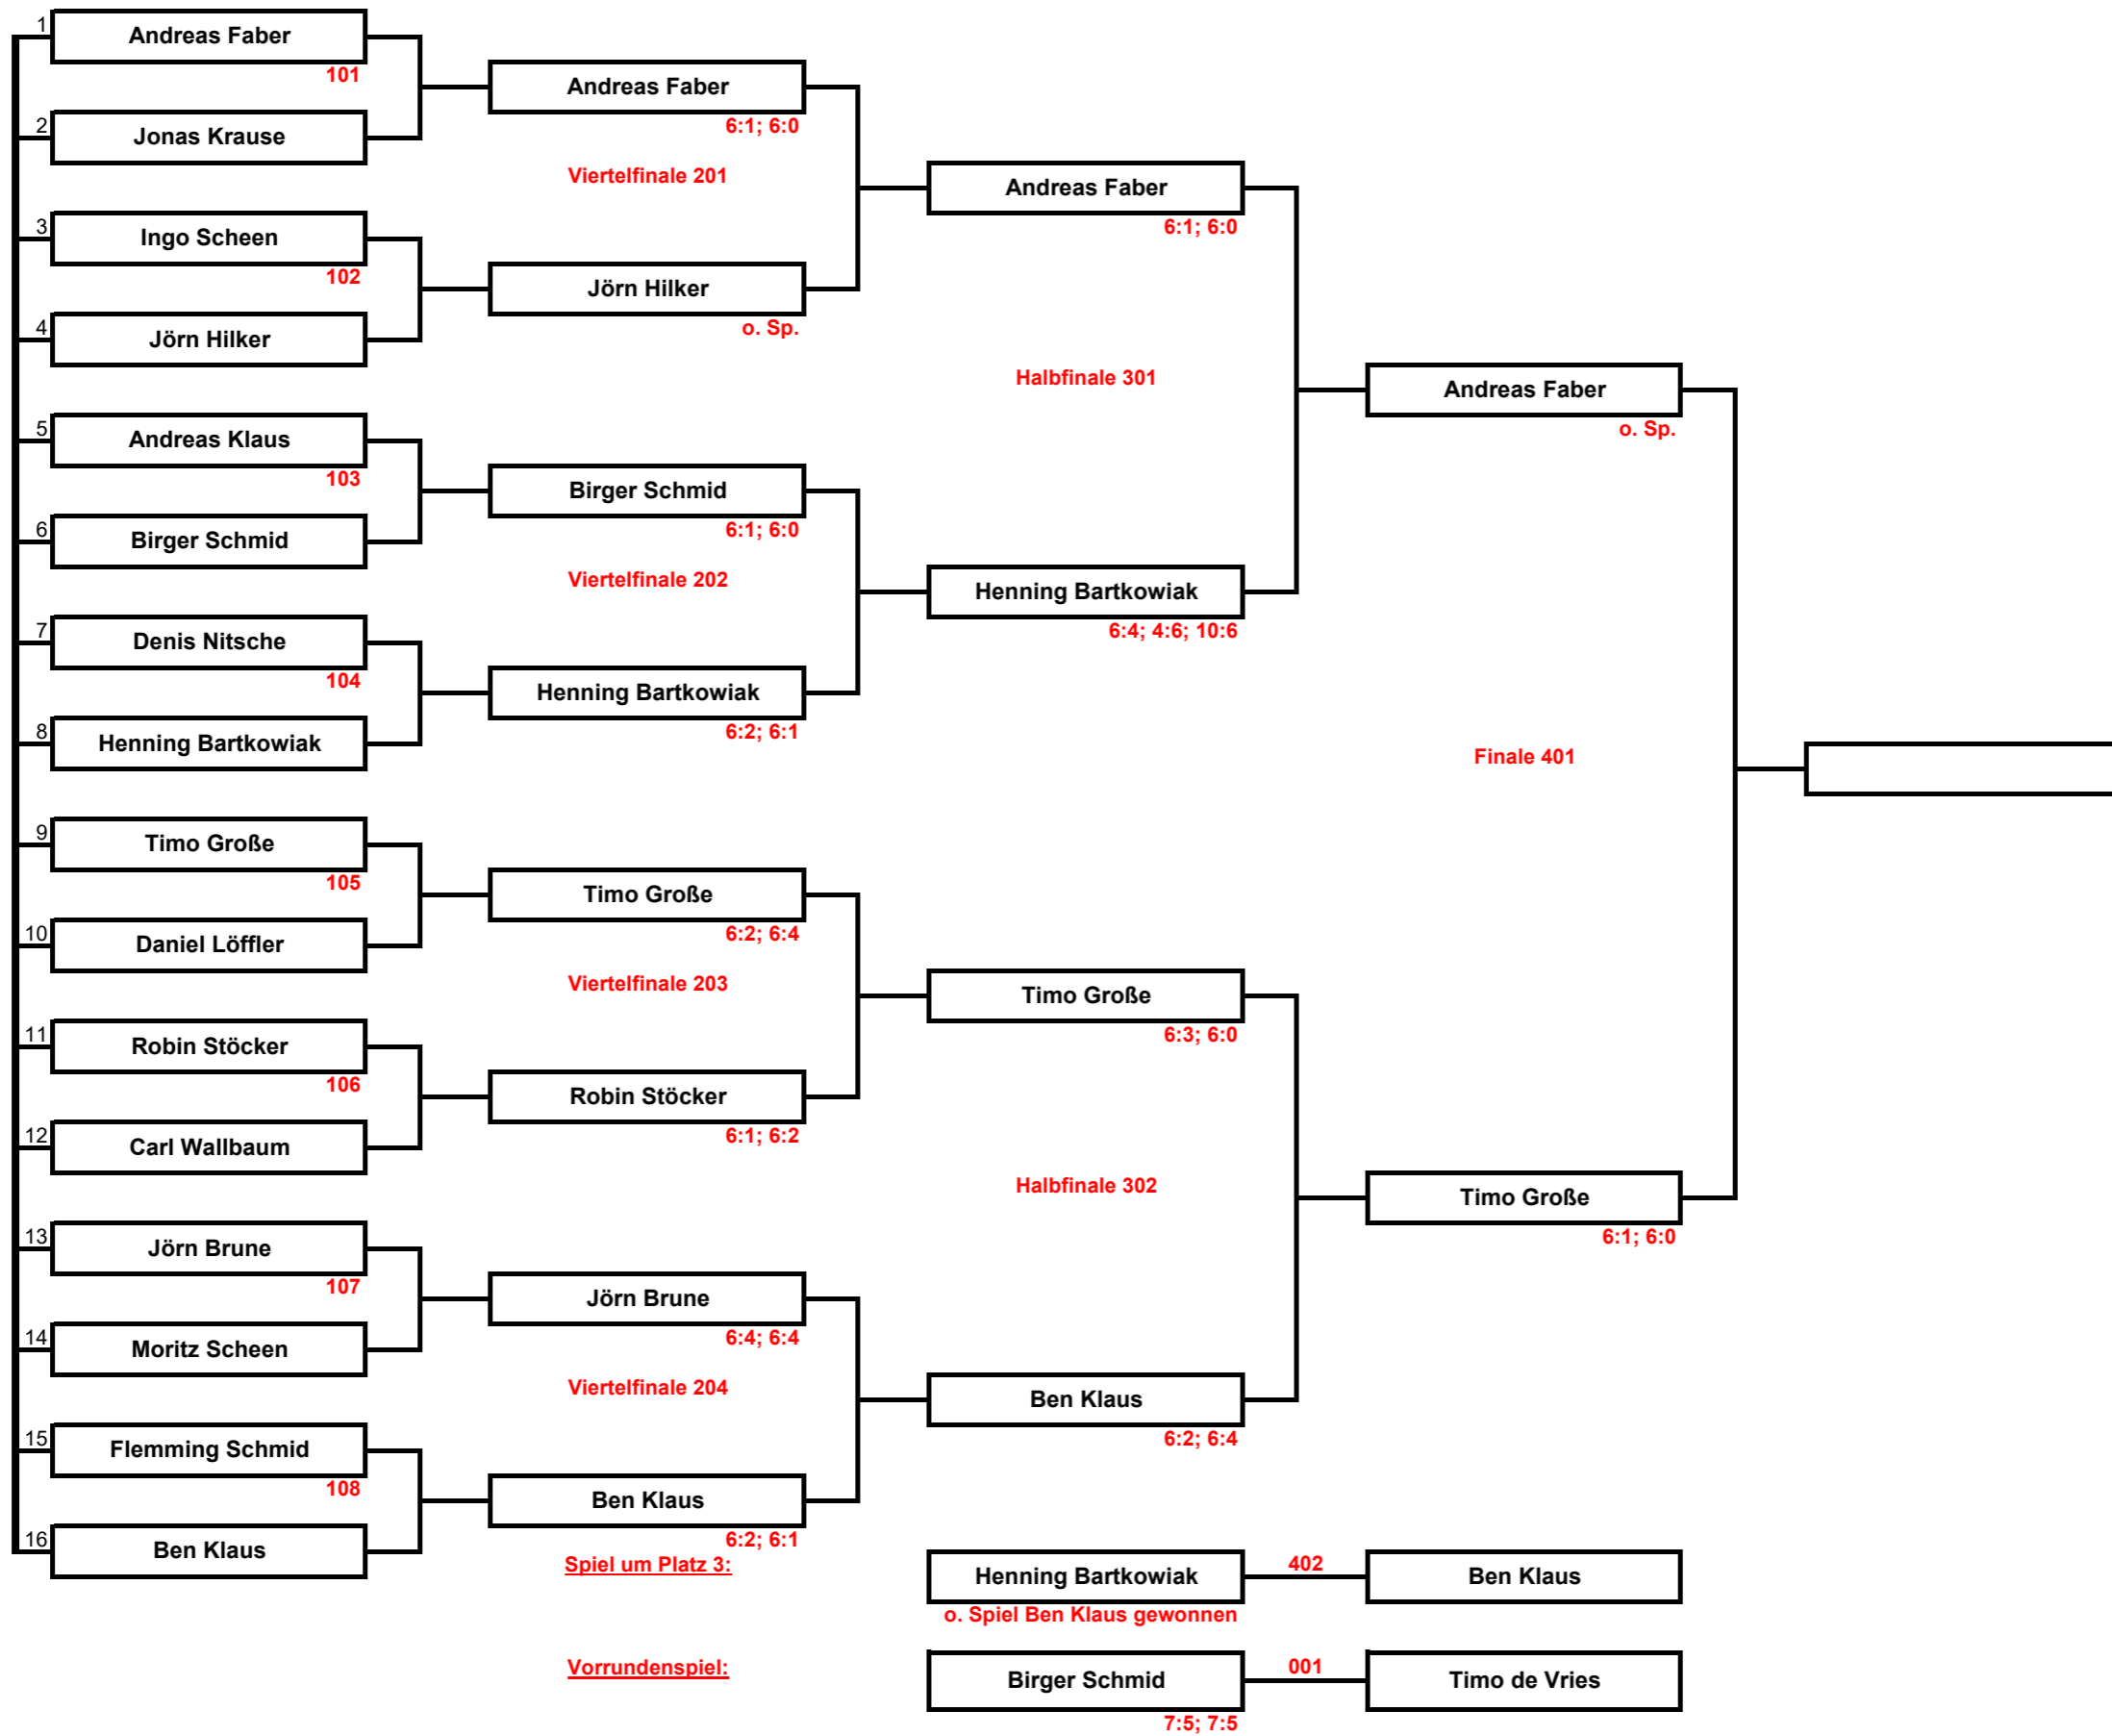 1
Andreas Faber
101
2
Jonas Krause
3
Ingo Scheen
102
4
Jörn Hilker
5
Andreas Klaus
103
6
Birger Schmid
7
Denis Nitsche
104
8
Henning Bartkowiak
9
Timo Große
105
10
Daniel Löffler
11
Robin Stöcker
106
12
Carl Wallbaum
13
Jörn Brune
107
14
Moritz Scheen
15
Flemming Schmid
108
16
Ben Klaus
Andreas Faber
6:1; 6:0
Viertelfinale 201
Jörn Hilker
o. Sp.
Birger Schmid
6:1; 6:0
Viertelfinale 202
Henning Bartkowiak
6:2; 6:1
Timo Große
6:2; 6:4
Viertelfinale 203
Robin Stöcker
6:1; 6:2
Jörn Brune
6:4; 6:4
Viertelfinale 204
Ben Klaus
6:2; 6:1
Andreas Faber
6:1; 6:0
Halbfinale 301
Henning Bartkowiak
6:4; 4:6; 10:6
Timo Große
6:3; 6:0
Halbfinale 302
Ben Klaus
6:2; 6:4
Andreas Faber
o. Sp.
Finale 401
Timo Große
6:1; 6:0
Spiel um Platz 3:
Henning Bartkowiak 402 Ben Klaus
o. Spiel Ben Klaus gewonnen
Vorrundenspiel:
Birger Schmid 001 Timo de Vries
7:5; 7:5